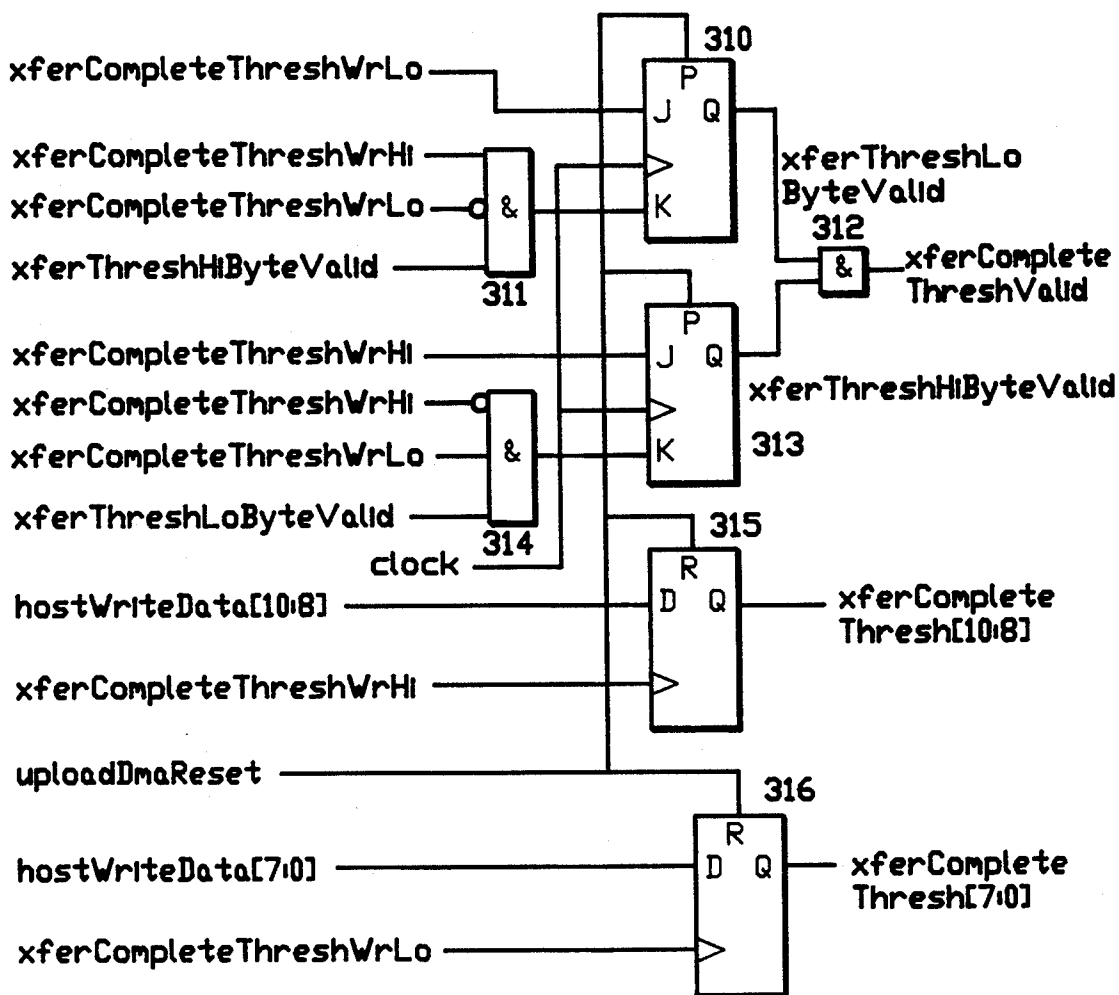 310
xferCompleteThreshWrLo
P
J Q
xferCompleteThreshWrHi
xferThreshLo
ByteValid
xferCompleteThreshWrLo
&
K
312
xferThreshHiByteValid
&
xferComplete
ThreshValid
311
P
xferCompleteThreshWrHi
J Q
xferCompleteThreshWrHi
xferThreshHiByteValid
313
xferCompleteThreshWrLo
&
K
xferThreshLoByteValid
314
315
clock
R
hostWriteData[10:8]
D Q
xferComplete
Thresh[10:8]
xferCompleteThreshWrHi
uploadDmaReset
316
R
hostWriteData[7:0]
D Q
xferComplete
Thresh[7:0]
xferCompleteThreshWrLo